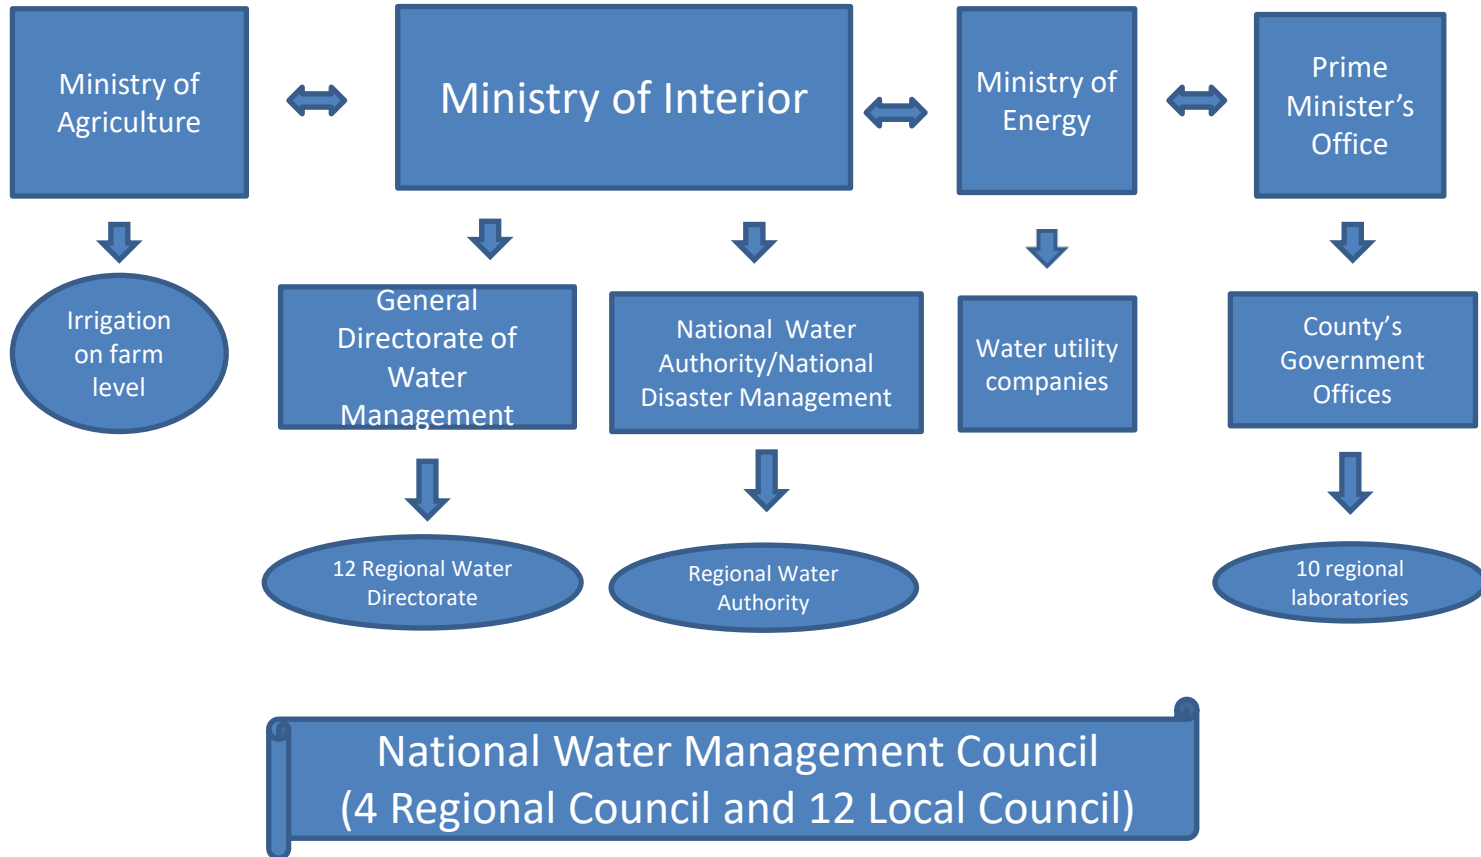 Ministry of
Agriculture
Ministry of Interior
Ministry of
Energy
Prime
Minister’s
Office
Irrigation
on farm
level
General
Directorate of
Water
Management
National  Water
Authority/National
Disaster Management
Water utility
companies
County’s
Government
Offices
12 Regional Water
Directorate
Regional Water
Authority
10 regional
laboratories
National Water Management Council
(4 Regional Council and 12 Local Council)